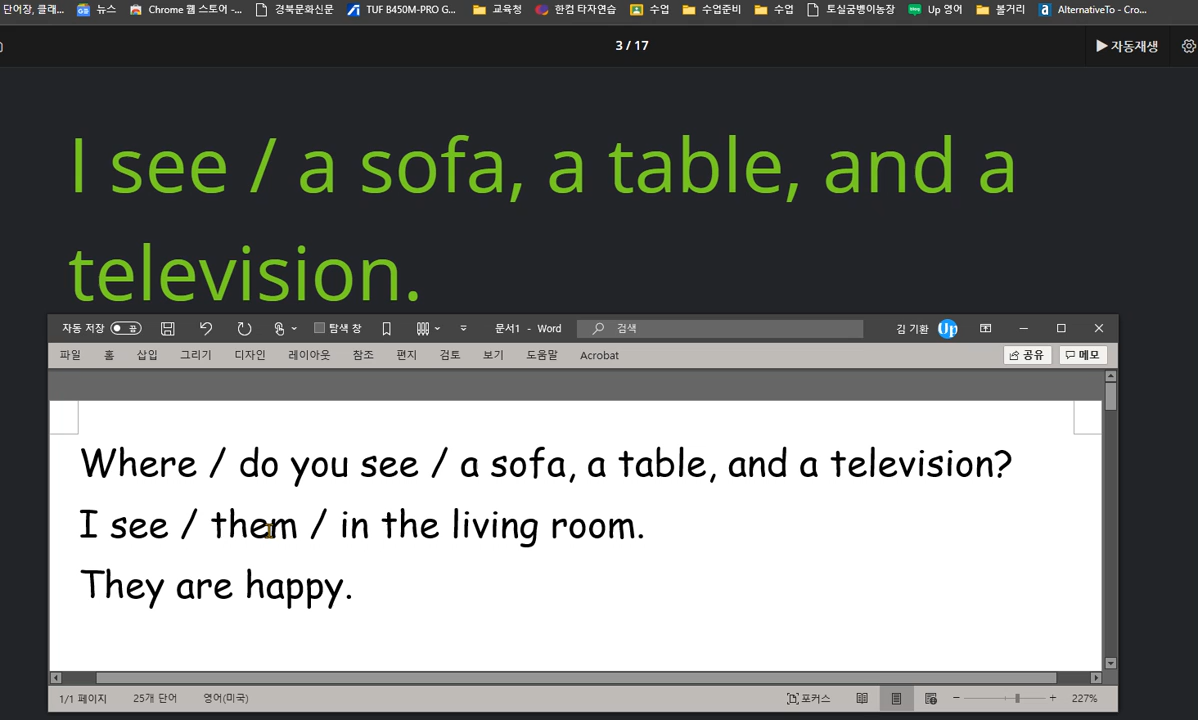 단어장, 클래... 뉴스 Chrome 웹 스토어 -... 경북문화신문 TUF B450M-PRO G... 교육청 한컴 타자연습 수업 수업준비 수업 토실굼벵이농장 Up 영어 볼거리 AlternativeTo - Cro...
3 / 17 자동재생
I see / a sofa, a table, and a
television.
자동 저장 끔 탐색 창 문서1 - Word 검색 김 기환 Up
파일 홈 삽입 그리기 디자인 레이아웃 참조 편지 검토 보기 도움말 Acrobat 공유 메모
Where / do you see / a sofa, a table, and a television?
I see / them / in the living room.
They are happy.
1/1 페이지 25개 단어 영어(미국) 포커스 227%